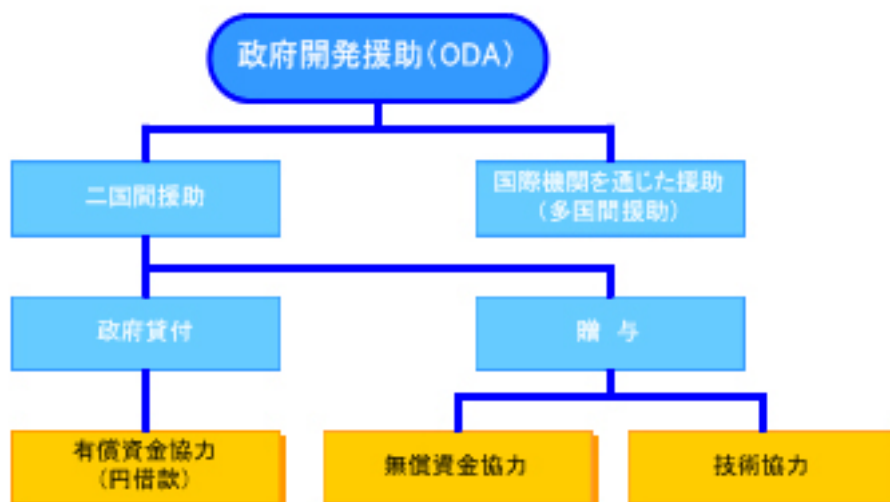 政府開発援助(ODA)
二国間援助
国際機関を通じた援助
(多国間援助)
政府貸付
贈 与
有償資金協力
(円借款)
無償資金協力
技術協力